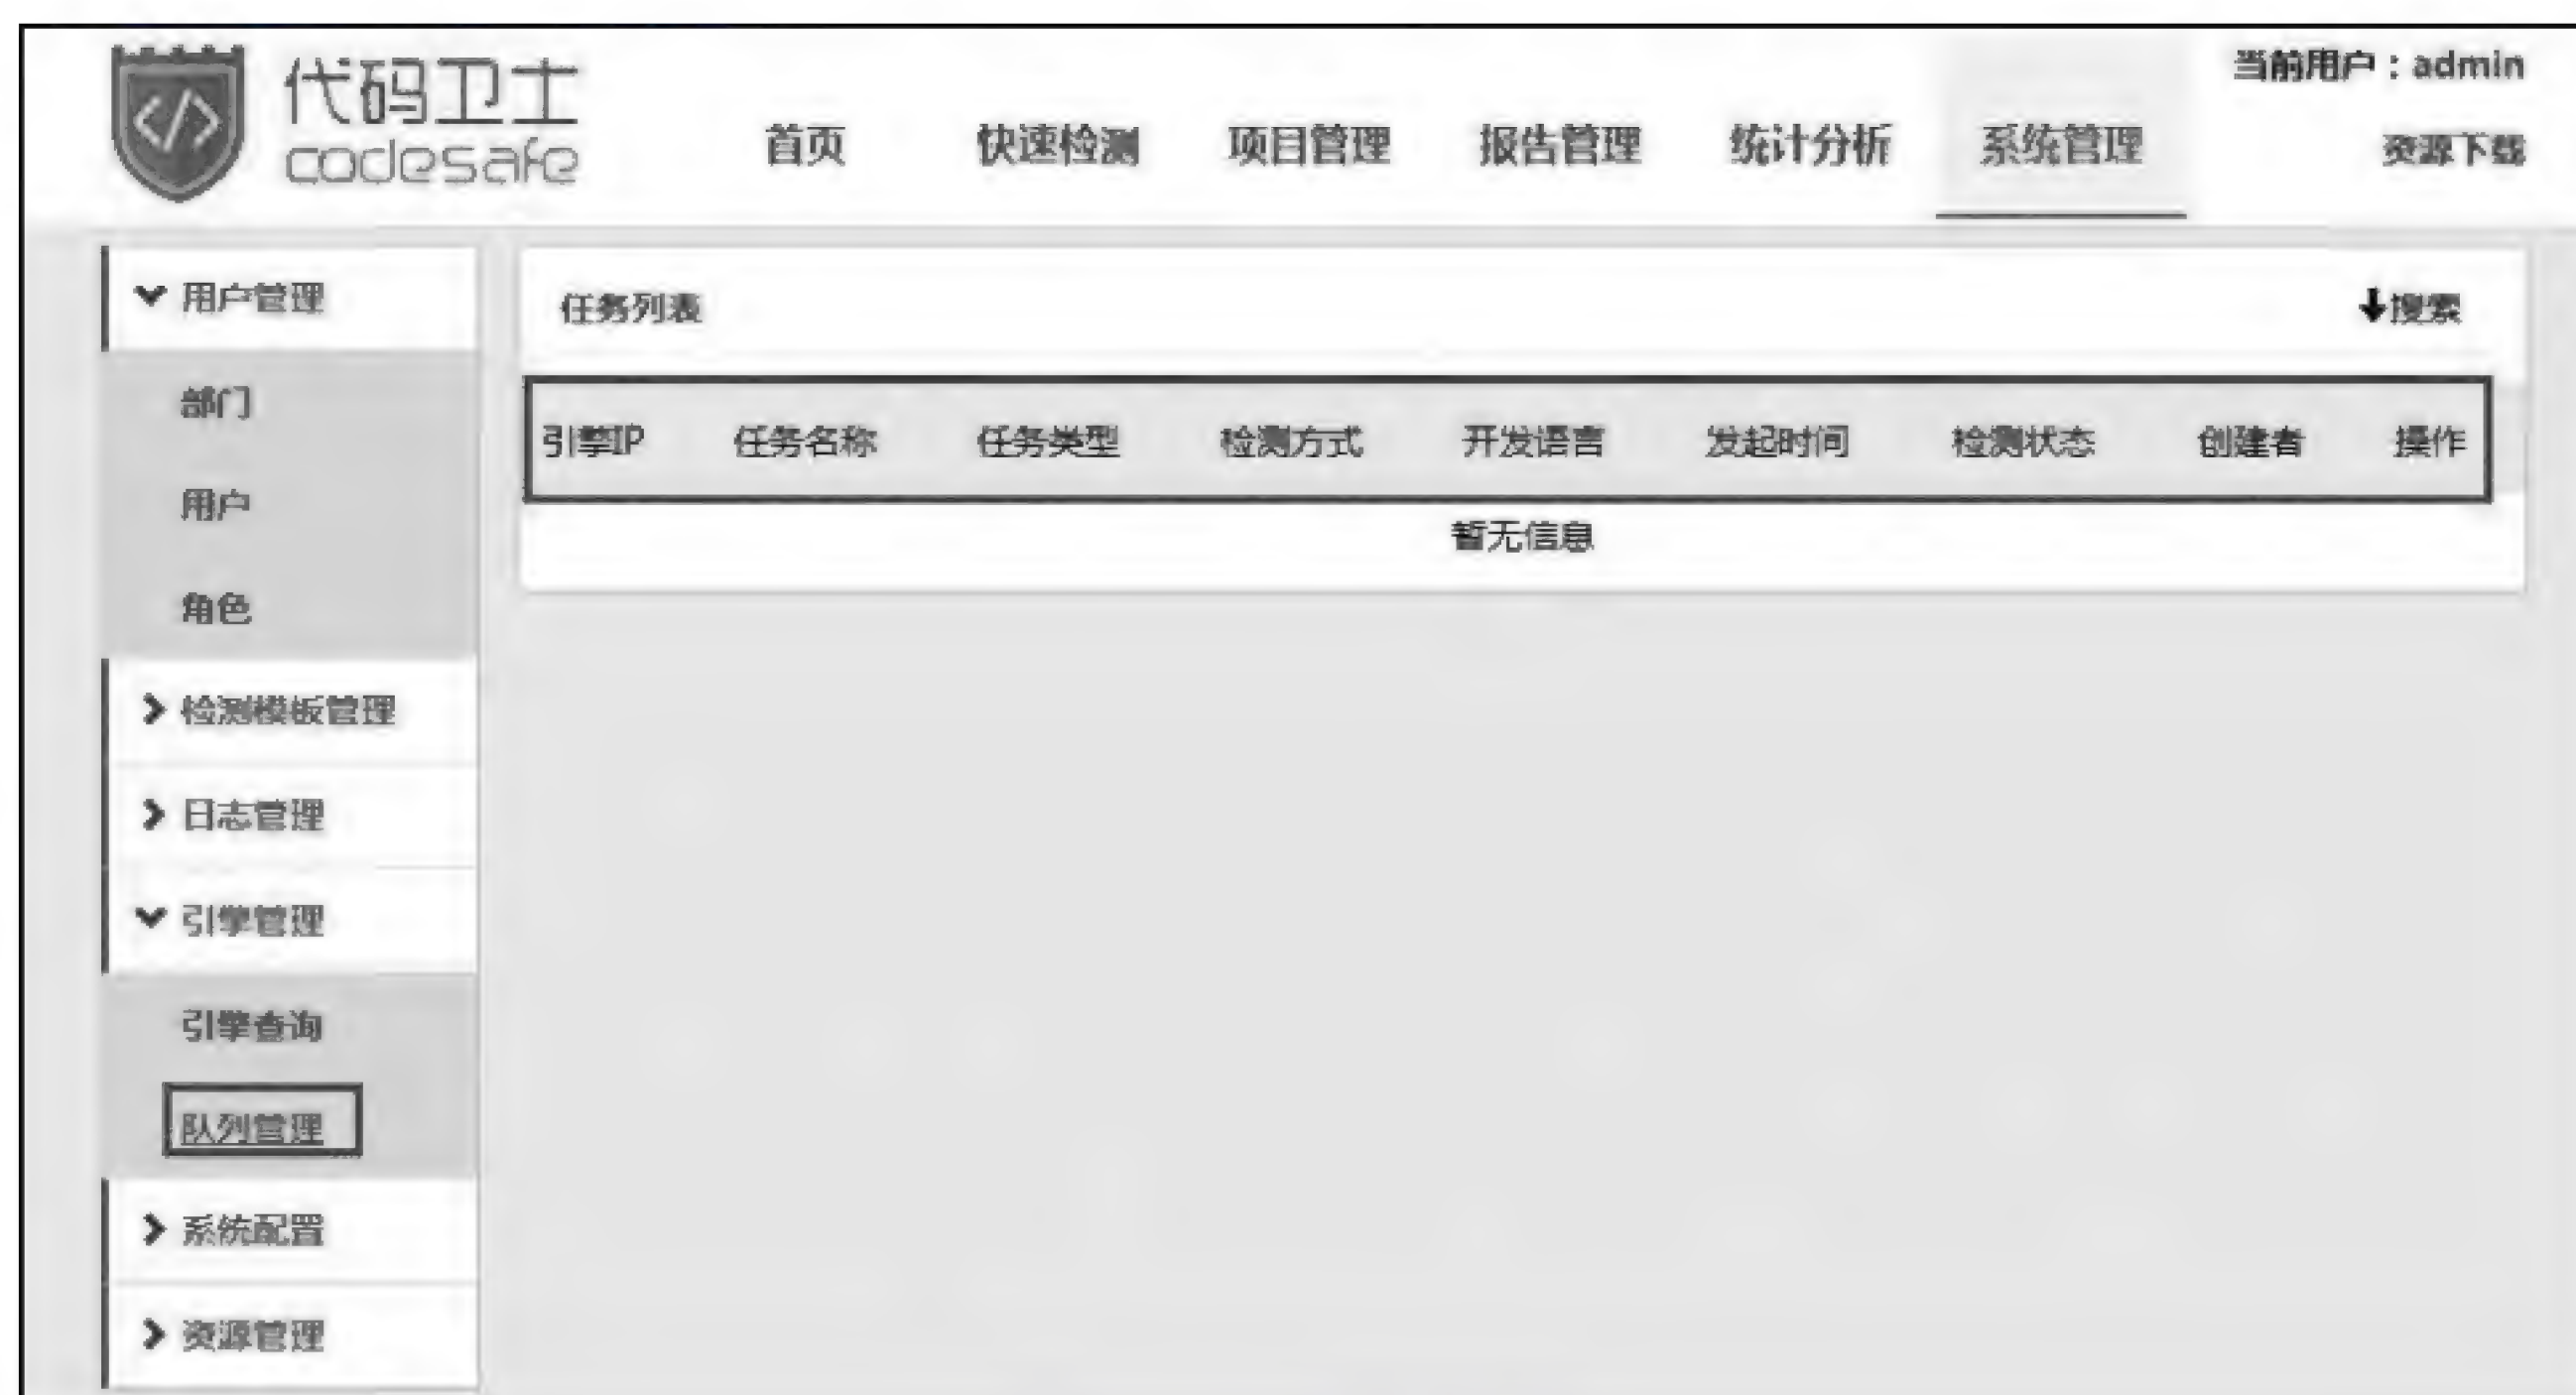 代码卫士
codesafe
当前用户：admin
首页 快速检测 项目管理 报告管理 统计分析 系统管理 资源下载
用户管理
部门
用户
角色
检测模板管理
日志管理
引擎管理
引擎查询
队列管理
系统配置
资源管理
任务列表 搜索
引擎IP 任务名称 任务类型 检测方式 开发语言 发起时间 检测状态 创建者 操作
暂无信息